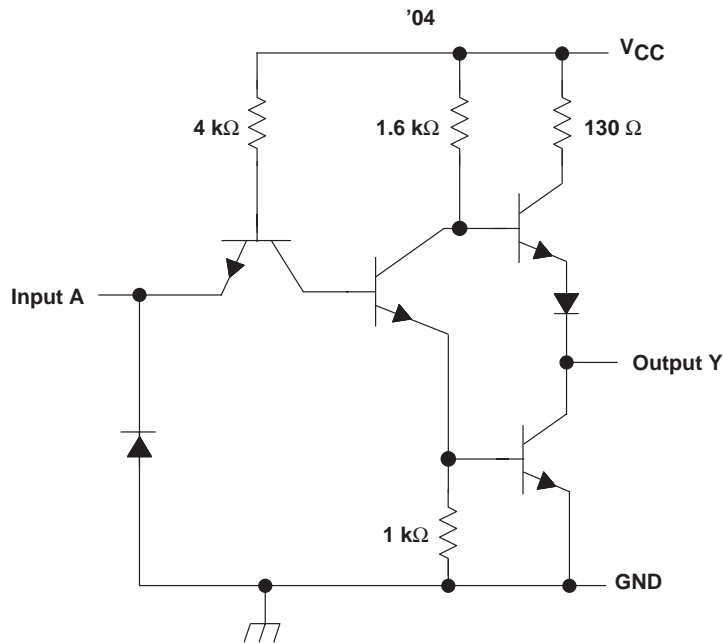 '04
VCC
4 kΩ
1.6 kΩ
130 Ω
Input A
Output Y
1 kΩ
GND